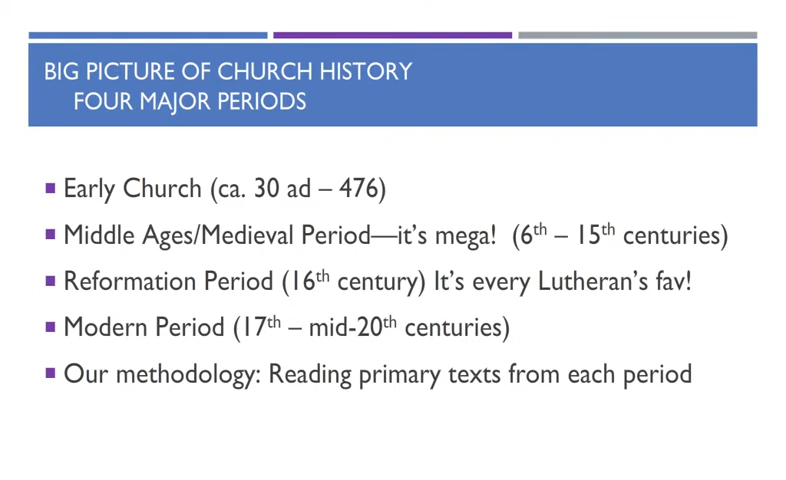 BIG PICTURE OF CHURCH HISTORY
FOUR MAJOR PERIODS
Early Church (ca. 30 ad – 476)
Middle Ages/Medieval Period—it's mega! (6th – 15th centuries)
Reformation Period (16th century) It's every Lutheran's fav!
Modern Period (17th – mid-20th centuries)
Our methodology: Reading primary texts from each period